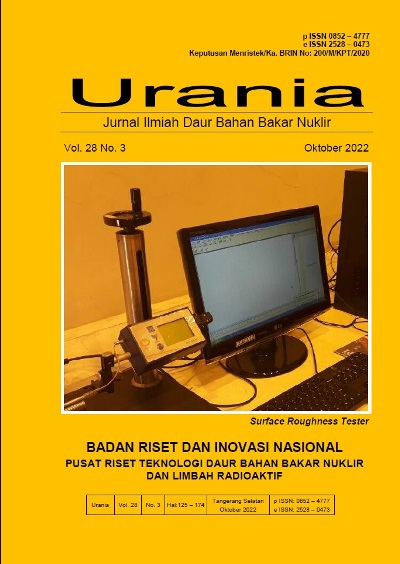 p ISSN 0852 – 4777
e ISSN 2528 – 0473
Keputusan Menristek/Ka. BRIN No: 200/M/KPT/2020
Urania
Jurnal Ilmiah Daur Bahan Bakar Nuklir
Vol. 28 No. 3 Oktober 2022
Surface Roughness Tester
BADAN RISET DAN INOVASI NASIONAL
PUSAT RISET TEKNOLOGI DAUR BAHAN BAKAR NUKLIR
DAN LIMBAH RADIOAKTIF
Urania Vol. 28 No. 3 Hal:125 – 174 Tangerang Selatan Oktober 2022 p ISSN: 0852 – 4777 e ISSN: 2528 – 0473